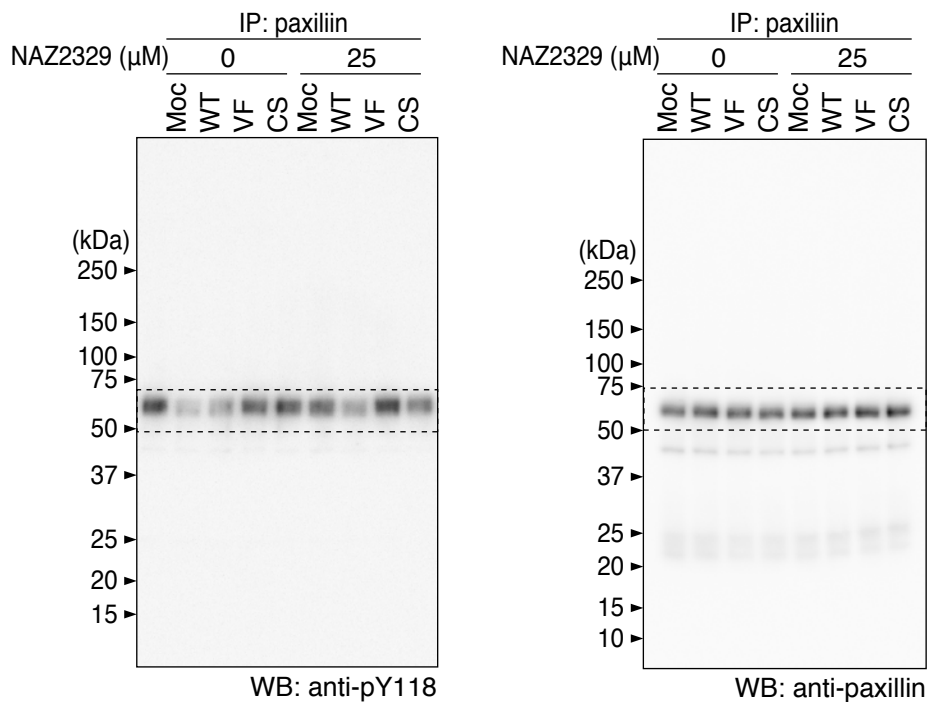 IP: paxiliin
NAZ2329 (μM) 0 25
Moc WT VF CS Moc WT VF CS
(kDa)
250
150
100
75
50
37
25
20
15
WB: anti-pY118
IP: paxiliin
NAZ2329 (μM) 0 25
Moc WT VF CS Moc WT VF CS
(kDa)
250
150
100
75
50
37
25
20
15
10
WB: anti-paxillin